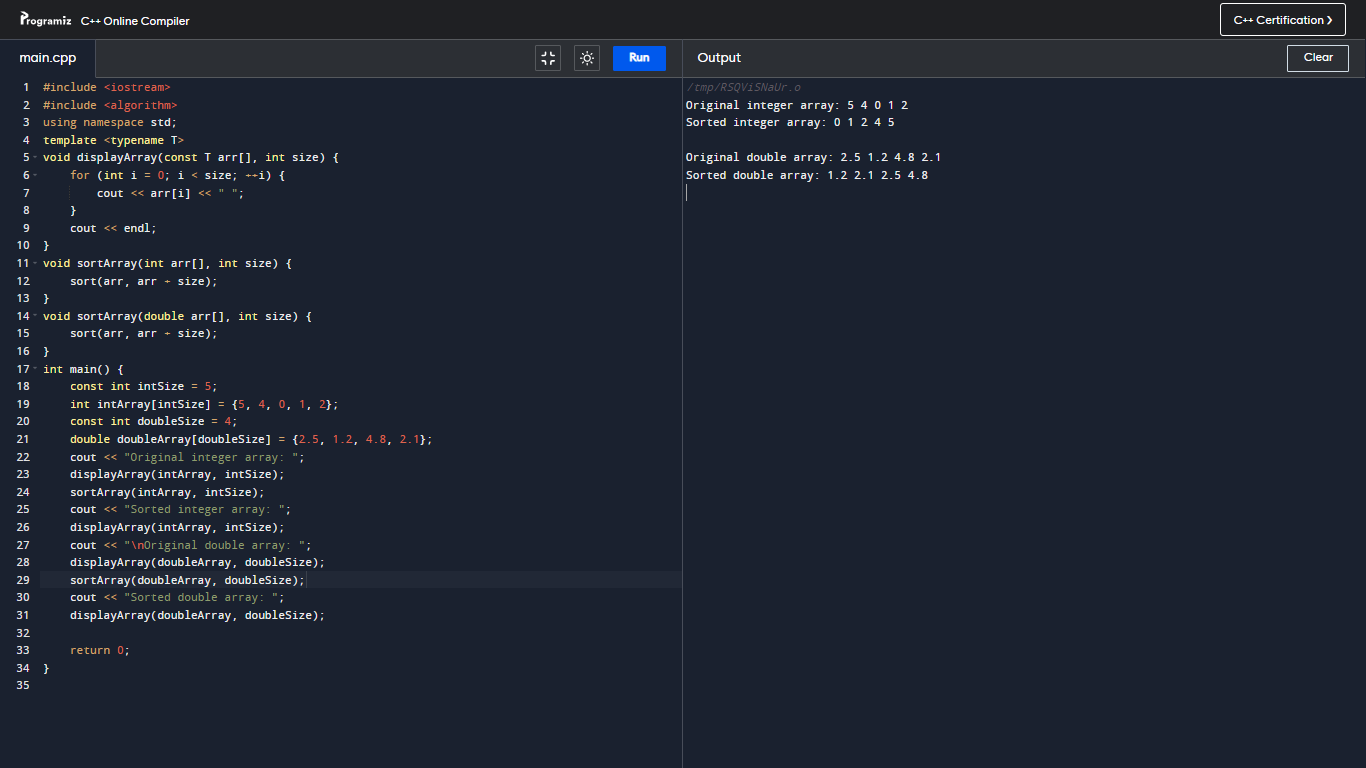 Programiz C++ Online Compiler
C++ Certification ❯
main.cpp
Run
Output
Clear
1 #include <iostream>
2 #include <algorithm>
3 using namespace std;
4 template <typename T>
5 void displayArray(const T arr[], int size) {
6     for (int i = 0; i < size; ++i) {
7         cout << arr[i] << " ";
8     }
9     cout << endl;
10 }
11 void sortArray(int arr[], int size) {
12     sort(arr, arr + size);
13 }
14 void sortArray(double arr[], int size) {
15     sort(arr, arr + size);
16 }
17 int main() {
18     const int intSize = 5;
19     int intArray[intSize] = {5, 4, 0, 1, 2};
20     const int doubleSize = 4;
21     double doubleArray[doubleSize] = {2.5, 1.2, 4.8, 2.1};
22     cout << "Original integer array: ";
23     displayArray(intArray, intSize);
24     sortArray(intArray, intSize);
25     cout << "Sorted integer array: ";
26     displayArray(intArray, intSize);
27     cout << "\nOriginal double array: ";
28     displayArray(doubleArray, doubleSize);
29     sortArray(doubleArray, doubleSize);
30     cout << "Sorted double array: ";
31     displayArray(doubleArray, doubleSize);
32
33     return 0;
34 }
35
/tmp/RSQViSNaUr.o
Original integer array: 5 4 0 1 2
Sorted integer array: 0 1 2 4 5
Original double array: 2.5 1.2 4.8 2.1
Sorted double array: 1.2 2.1 2.5 4.8